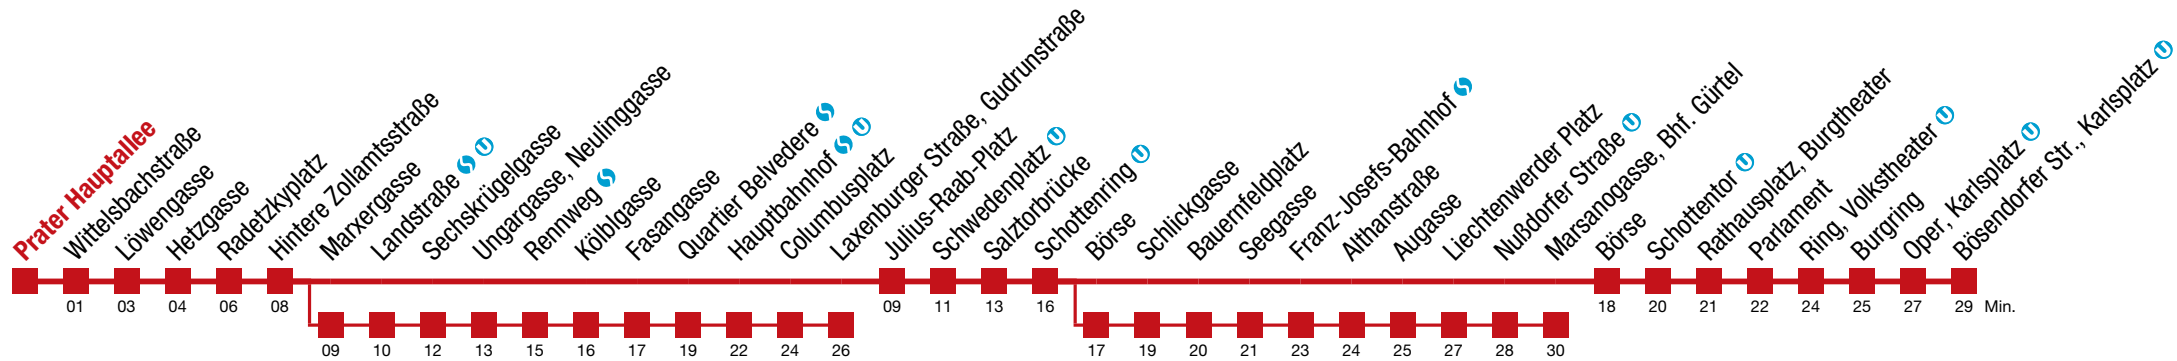 Prater Hauptallee
Wittelsbachstraße
Löwengasse
Hetzgasse
Radetzkyplatz
Hintere Zollamtsstraße
Marxergasse
Landstraße S U
Sechskrügelgasse
Ungargasse, Neulinggasse
Rennweg S
Kölblgasse
Fasangasse
Quartier Belvedere S
Hauptbahnhof S U
Columbusplatz
Laxenburger Straße, Gudrunstraße
Julius-Raab-Platz
Schwedenplatz U
Salztorbrücke
Schottenring U
Börse
Schlickgasse
Bauernfeldplatz
Seegasse
Franz-Josefs-Bahnhof S
Althanstraße
Augasse
Liechtenwerder Platz
Nußdorfer Straße U
Marsanogasse, Bhf. Gürtel
Börse
Schottentor U
Rathausplatz, Burgtheater
Parlament
Ring, Volkstheater U
Burgring
Oper, Karlsplatz U
Bösendorfer Str., Karlsplatz U
01 03 04 06 08 09 11 13 16 18 20 21 22 24 25 27 29 Min.
09 10 12 13 15 16 17 19 22 24 26 17 19 20 21 23 24 25 27 28 30